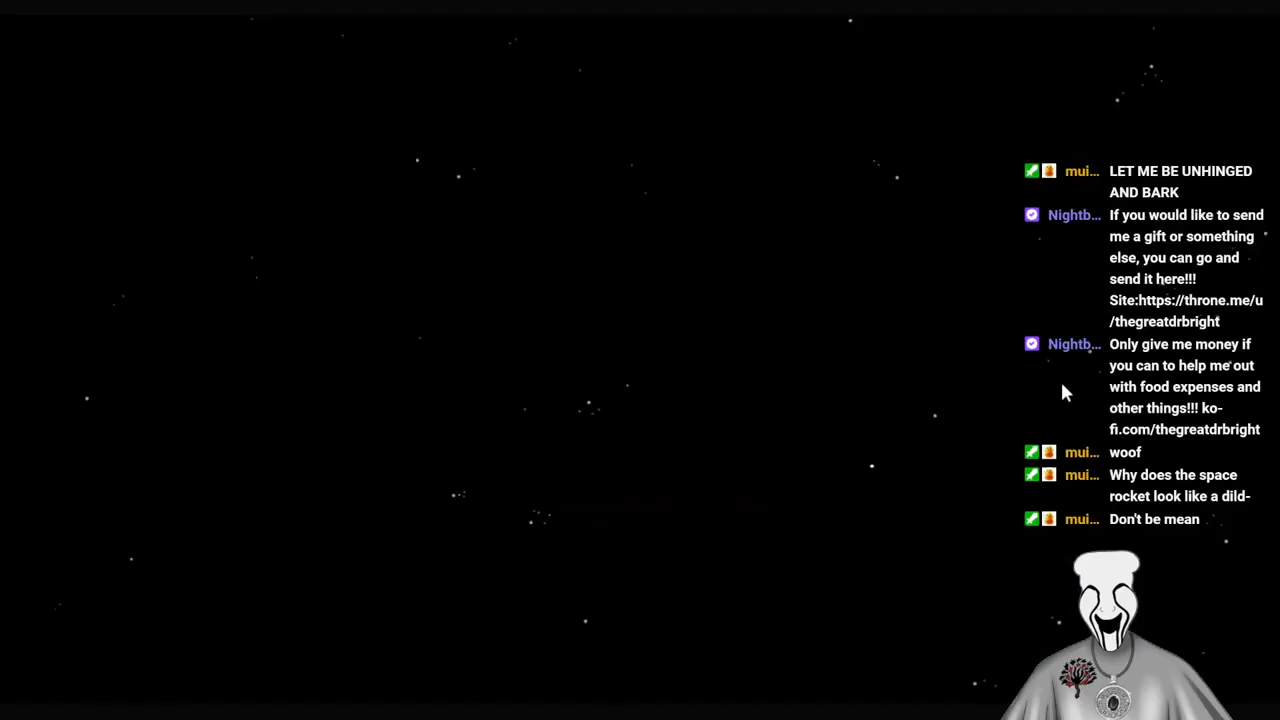 mui... LET ME BE UNHINGED
AND BARK
Nightb... If you would like to send
me a gift or something
else, you can go and
send it here!!!
Site:https://throne.me/u
/thegreatdrbright
Nightb... Only give me money if
you can to help me out
with food expenses and
other things!!! ko-
fi.com/thegreatdrbright
mui... woof
mui... Why does the space
rocket look like a dild-
mui... Don't be mean